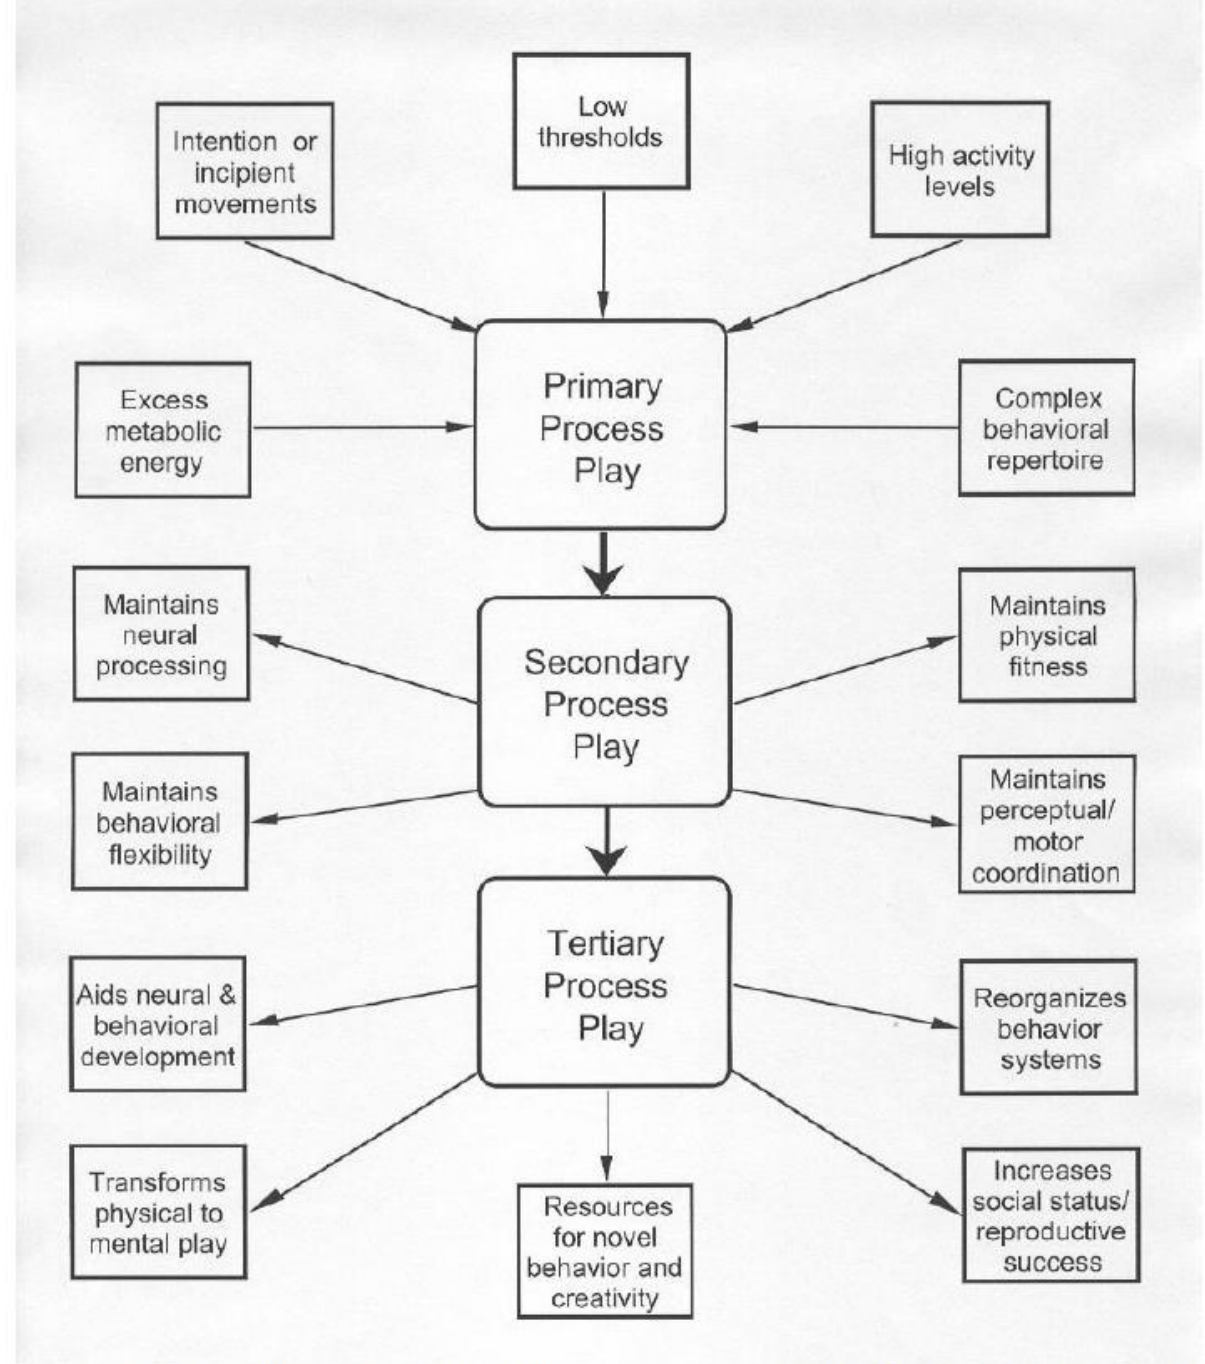 Low
thresholds
Intention or
incipient
movements
High activity
levels
Primary
Process
Play
Excess
metabolic
energy
Complex
behavioral
repertoire
Maintains
neural
processing
Secondary
Process
Play
Maintains
physical
fitness
Maintains
behavioral
flexibility
Maintains
perceptual/
motor
coordination
Tertiary
Process
Play
Aids neural &
behavioral
development
Reorganizes
behavior
systems
Transforms
physical to
mental play
Resources
for novel
behavior and
creativity
Increases
social status/
reproductive
success